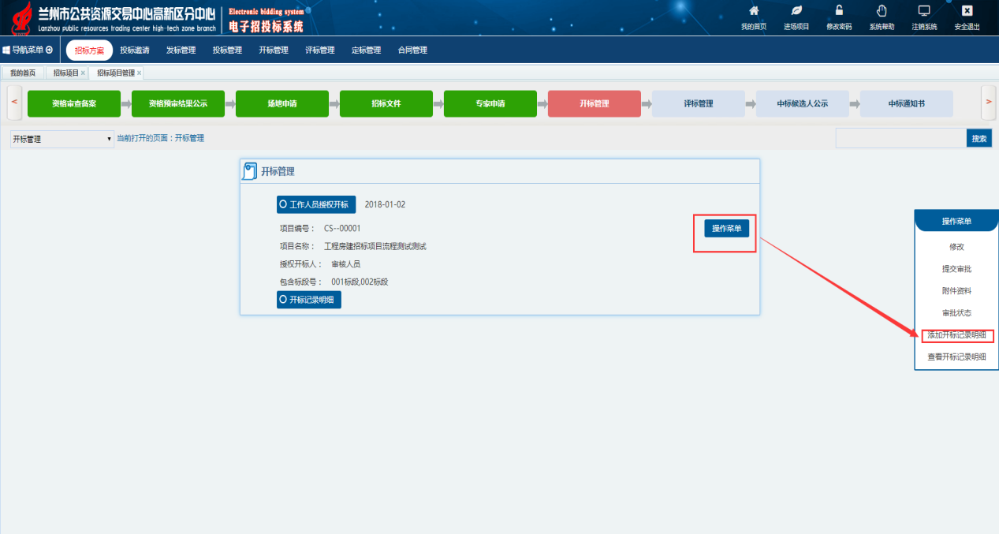 兰州市公共资源交易中心高新区分中心
Lanzhou public resources trading center high-tech zone branch
Electronic bidding system
电子招投标系统
我的首页 进场项目 修改密码 系统帮助 注销系统 安全退出
导航菜单 招标方案 投标邀请 发标管理 投标管理 开标管理 评标管理 定标管理 合同管理
我的首页 招标项目 × 招标项目管理 ×
< 资格审查备案 资格预审结果公示 场地申请 招标文件 专家申请 开标管理 评标管理 中标候选人公示 中标通知书 >
开标管理 当前打开的页面：开标管理 搜索
开标管理
工作人员授权开标 2018-01-02
项目编号： CS--00001
操作菜单
项目名称： 工程房建招标项目流程测试测试
授权开标人： 审核人员
包含标段号： 001标段,002标段
开标记录明细
操作菜单
修改
提交审批
附件资料
审批状态
添加开标记录明细
查看开标记录明细